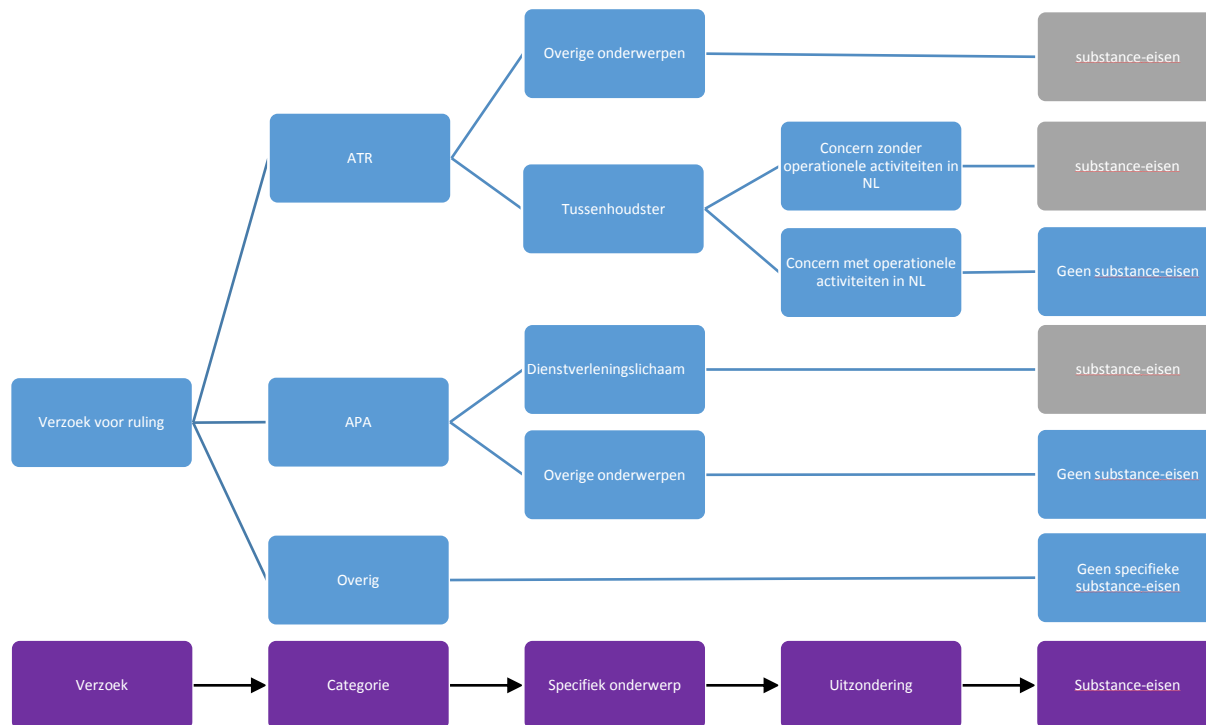 Overige onderwerpen
substance-eisen
ATR
Concern zonder
operationele activiteiten in
NL
substance-eisen
Tussenhoudster
Concern met operationele
activiteiten in NL
Geen substance-eisen
Dienstverleningslichaam
substance-eisen
Verzoek voor ruling
APA
Overige onderwerpen
Geen substance-eisen
Overig
Geen specifieke
substance-eisen
Verzoek
Categorie
Specifiek onderwerp
Uitzondering
Substance-eisen